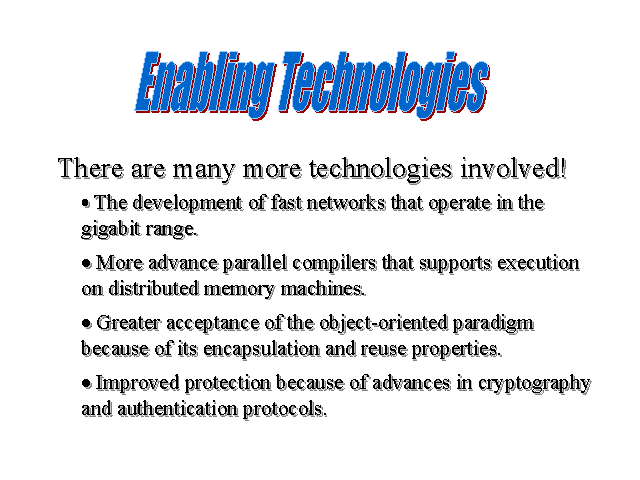 Enabling Technologies
There are many more technologies involved!
• The development of fast networks that operate in the
gigabit range.
• More advance parallel compilers that supports execution
on distributed memory machines.
• Greater acceptance of the object-oriented paradigm
because of its encapsulation and reuse properties.
• Improved protection because of advances in cryptography
and authentication protocols.